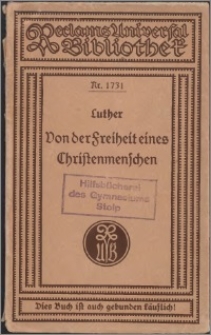 Reclams Universal
Bibliothek
Nr. 1731
Luther
Von der Freiheit eines
Christenmenschen
Hilfsbücherei
des Gymnasiums
Stolp
Dies Buch ist auch gebunden käuflich!